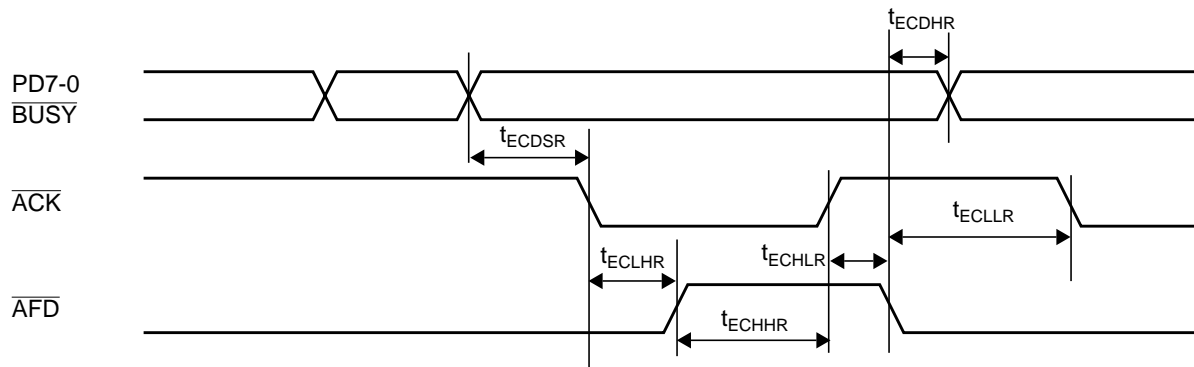 tECDHR
PD7-0
BUSY
tECDSR
ACK
tECLLR
tECLHR
tECHLR
AFD
tECHHR